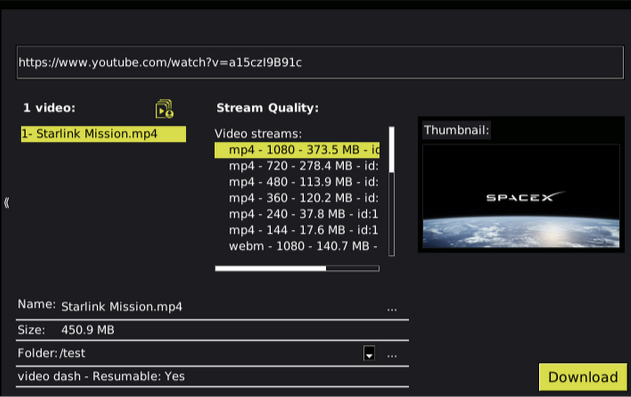 https://www.youtube.com/watch?v=a15czI9B91c
1 video:
1- Starlink Mission.mp4
Stream Quality:
Video streams:
mp4 - 1080 - 373.5 MB - id
mp4 - 720 - 278.4 MB - id:
mp4 - 480 - 113.9 MB - id:
mp4 - 360 - 120.2 MB - id:
mp4 - 240 - 37.8 MB - id:1
mp4 - 144 - 17.6 MB - id:1
webm - 1080 - 140.7 MB -
Thumbnail:
SPACEX
Name: Starlink Mission.mp4 ...
Size: 450.9 MB
Folder: /test ...
video dash - Resumable: Yes
Download